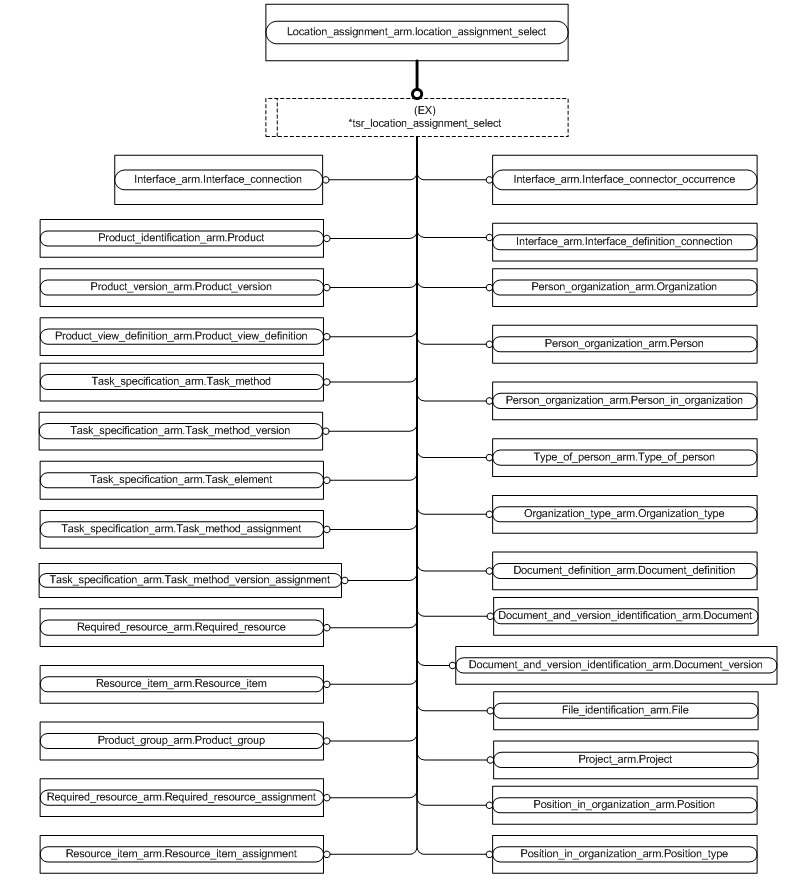 Location_assignment_arm.location_assignment_select
(EX)
*tsr_location_assignment_select
Interface_arm.Interface_connection
Interface_arm.Interface_connector_occurrence
Product_identification_arm.Product
Interface_arm.Interface_definition_connection
Product_version_arm.Product_version
Person_organization_arm.Organization
Product_view_definition_arm.Product_view_definition
Person_organization_arm.Person
Task_specification_arm.Task_method
Person_organization_arm.Person_in_organization
Task_specification_arm.Task_method_version
Type_of_person_arm.Type_of_person
Task_specification_arm.Task_element
Organization_type_arm.Organization_type
Task_specification_arm.Task_method_assignment
Document_definition_arm.Document_definition
Task_specification_arm.Task_method_version_assignment
Document_and_version_identification_arm.Document
Required_resource_arm.Required_resource
Document_and_version_identification_arm.Document_version
Resource_item_arm.Resource_item
File_identification_arm.File
Product_group_arm.Product_group
Project_arm.Project
Required_resource_arm.Required_resource_assignment
Position_in_organization_arm.Position
Resource_item_arm.Resource_item_assignment
Position_in_organization_arm.Position_type